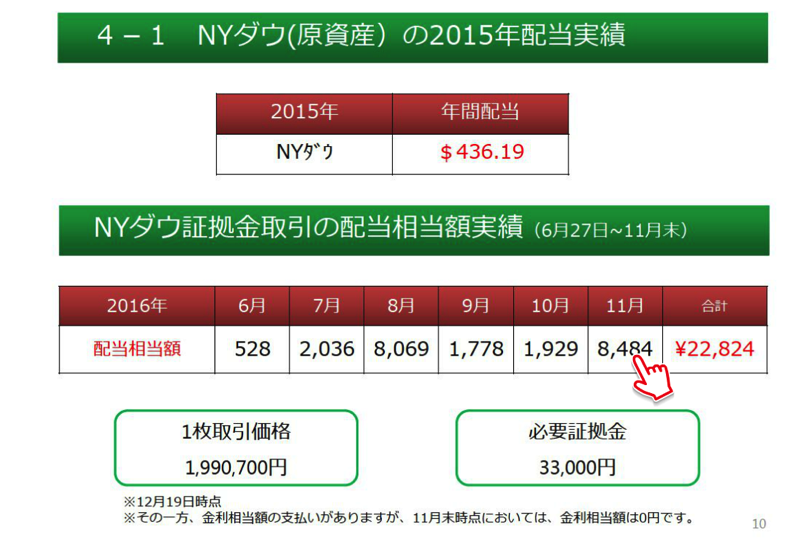 ４－１　NYダウ(原資産）の2015年配当実績
2015年 年間配当
NYﾀﾞｳ ＄436.19
NYダウ証拠金取引の配当相当額実績（6月27日~11月末）
2016年 6月 7月 8月 9月 10月 11月 合計
配当相当額 528 2,036 8,069 1,778 1,929 8,484 ¥22,824
1枚取引価格 必要証拠金
1,990,700円 33,000円
※12月19日時点
※その一方、金利相当額の支払いがありますが、11月末時点においては、金利相当額は0円です。
10